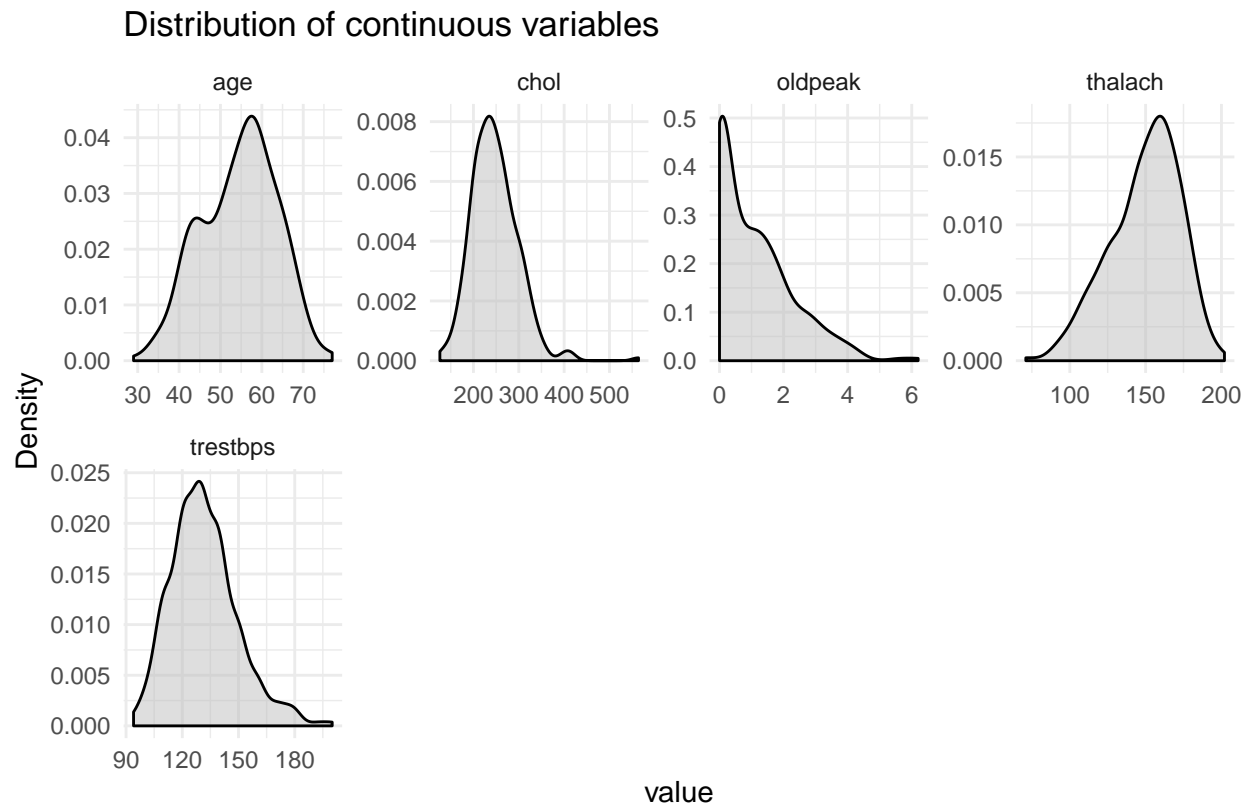 Distribution of continuous variables
age
chol
oldpeak
thalach
0.04
0.03
0.02
0.01
0.00
0.008
0.006
0.004
0.002
0.000
0.5
0.4
0.3
0.2
0.1
0.0
0.015
0.010
0.005
0.000
30 40 50 60 70
200 300 400 500
0 2 4 6
100 150 200
Density
trestbps
0.025
0.020
0.015
0.010
0.005
0.000
90 120 150 180
value